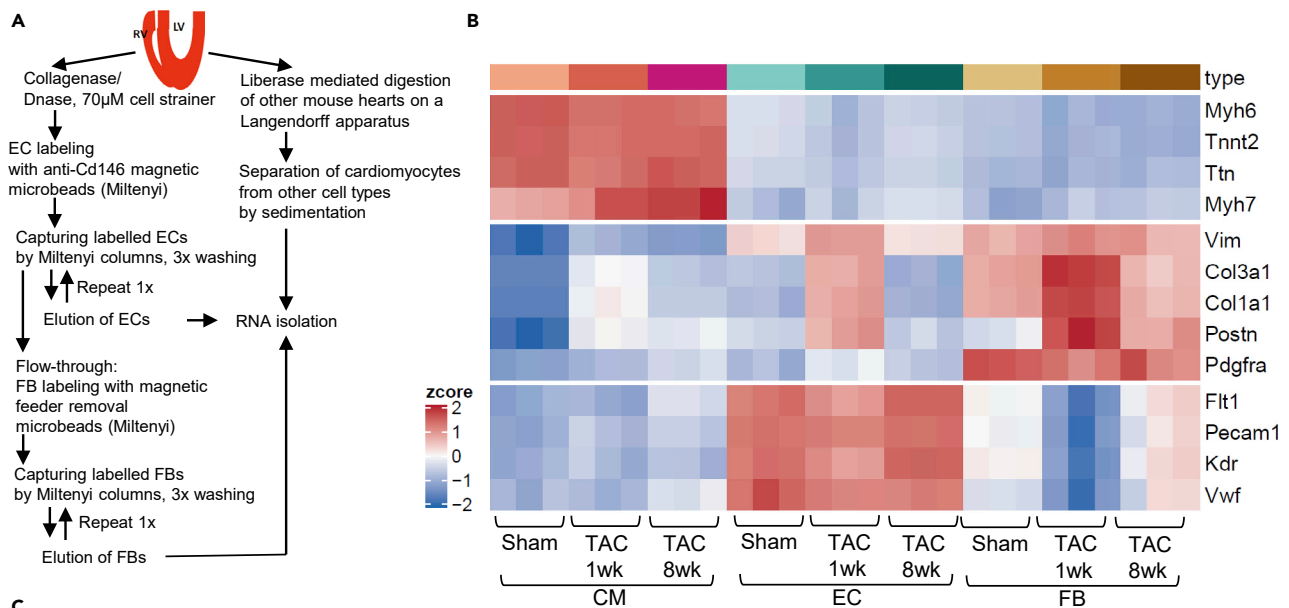 A
RV
LV
Collagenase/
Dnase, 70µM cell strainer
EC labeling
with anti-Cd146 magnetic
microbeads (Miltenyi)
Capturing labelled ECs
by Miltenyi columns, 3x washing
Repeat 1x
Elution of ECs
Flow-through:
FB labeling with magnetic
feeder removal
microbeads (Miltenyi)
Capturing labelled FBs
by Miltenyi columns, 3x washing
Repeat 1x
Elution of FBs
Liberase mediated digestion
of other mouse hearts on a
Langendorff apparatus
Separation of cardiomyocytes
from other cell types
by sedimentation
RNA isolation
B
type
Myh6
Tnnt2
Ttn
Myh7
Vim
Col3a1
Col1a1
Postn
Pdgfra
Flt1
Pecam1
Kdr
Vwf
zcore
2
1
0
−1
−2
Sham TAC TAC Sham TAC TAC Sham TAC TAC
1wk 8wk 1wk 8wk 1wk 8wk
CM EC FB